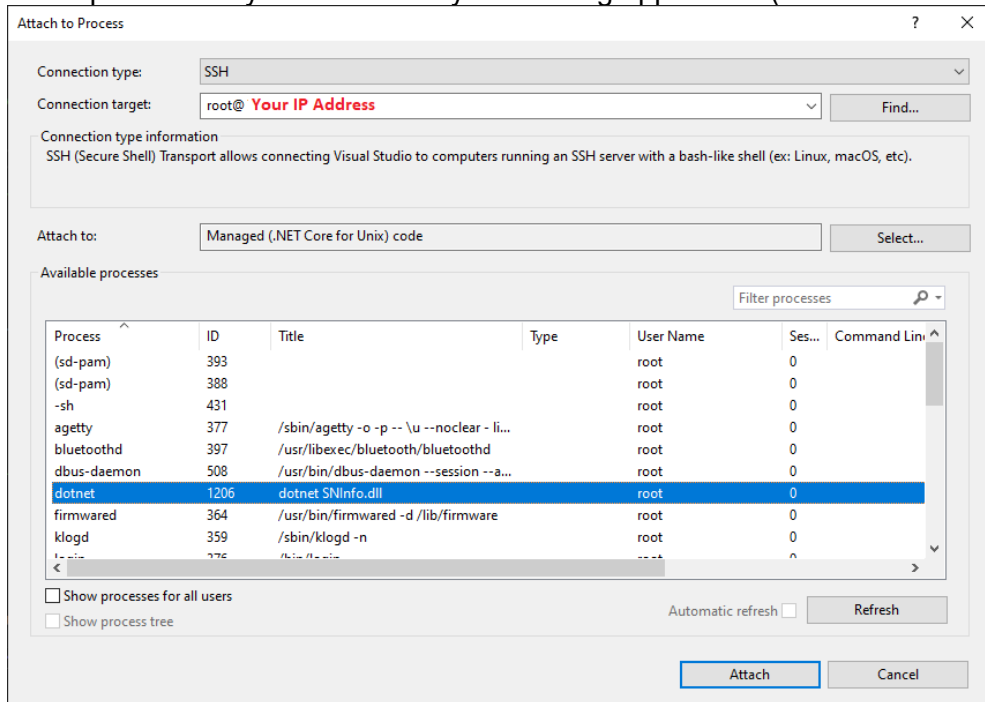 Attach to Process ? ×
Connection type: SSH
Connection target: root@ Your IP Address Find...
Connection type information
SSH (Secure Shell) Transport allows connecting Visual Studio to computers running an SSH server with a bash-like shell (ex: Linux, macOS, etc).
Attach to: Managed (.NET Core for Unix) code Select...
Available processes
Filter processes
Process ID Title Type User Name Ses... Command Line
(sd-pam) 393 root 0
(sd-pam) 388 root 0
-sh 431 root 0
agetty 377 /sbin/agetty -o -p -- \u --noclear - li... root 0
bluetoothd 397 /usr/libexec/bluetooth/bluetoothd root 0
dbus-daemon 508 /usr/bin/dbus-daemon --session --a... root 0
dotnet 1206 dotnet SNInfo.dll root 0
firmwared 364 /usr/bin/firmwared -d /lib/firmware root 0
klogd 359 /sbin/klogd -n root 0
login 376 /bin/login root 0
Show processes for all users
Automatic refresh Refresh
Show process tree
Attach Cancel